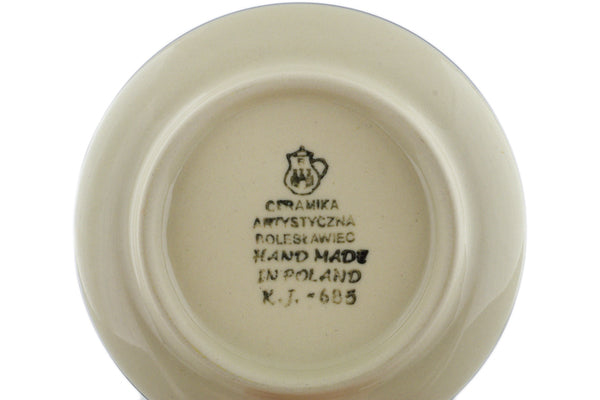 CERAMIKA
ARTYSTYCZNA
BOLESŁAWIEC
HAND MADE
IN POLAND
K.J. -685